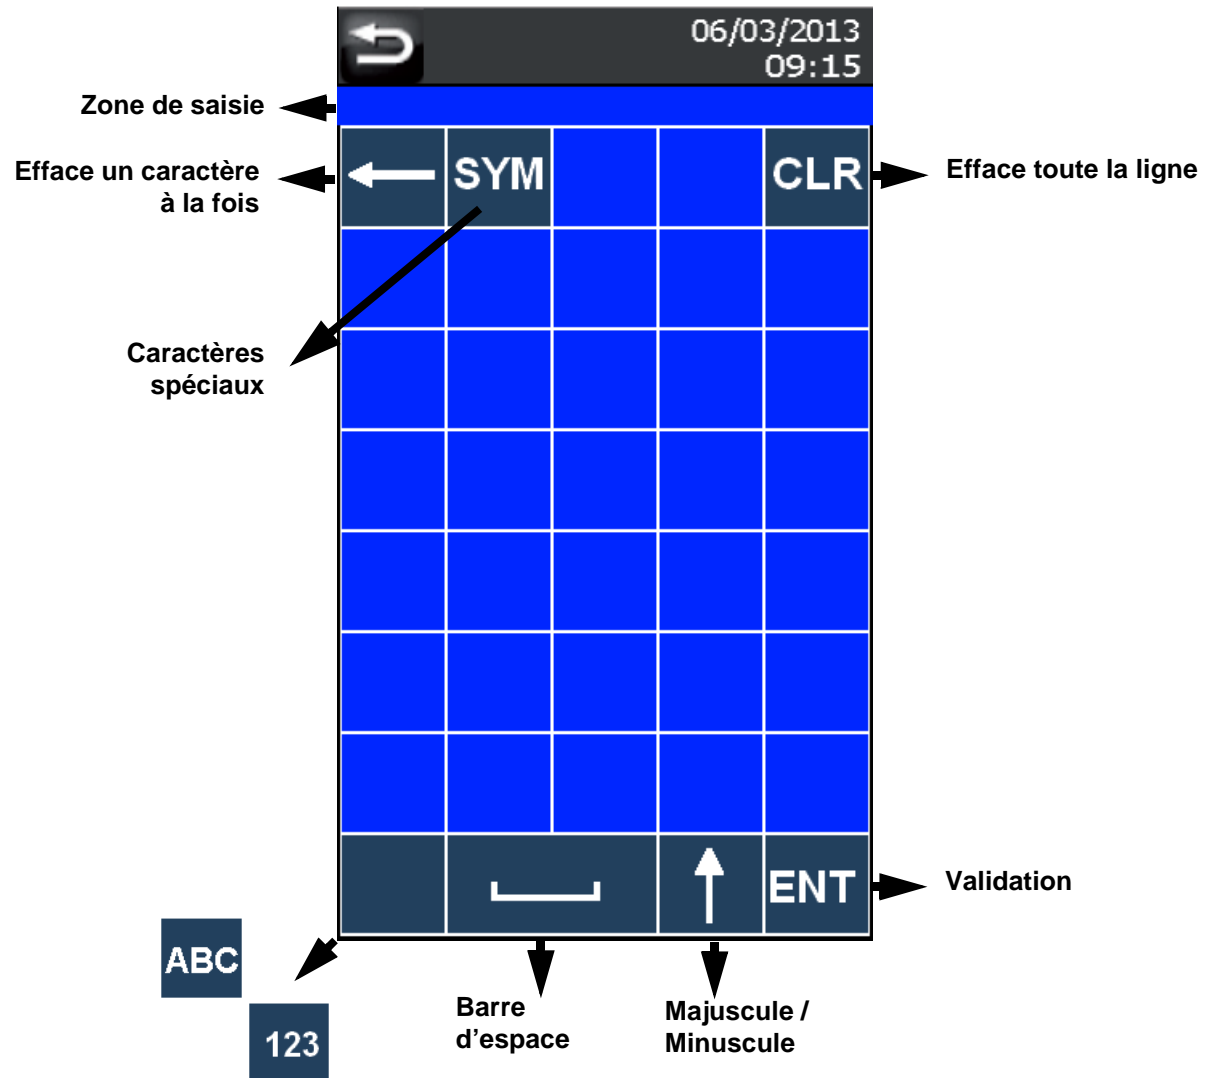 06/03/2013
09:15
Zone de saisie
Efface un caractère
à la fois
SYM
CLR
Efface toute la ligne
Caractères
spéciaux
ENT
Validation
ABC
123
Barre
d’espace
Majuscule /
Minuscule